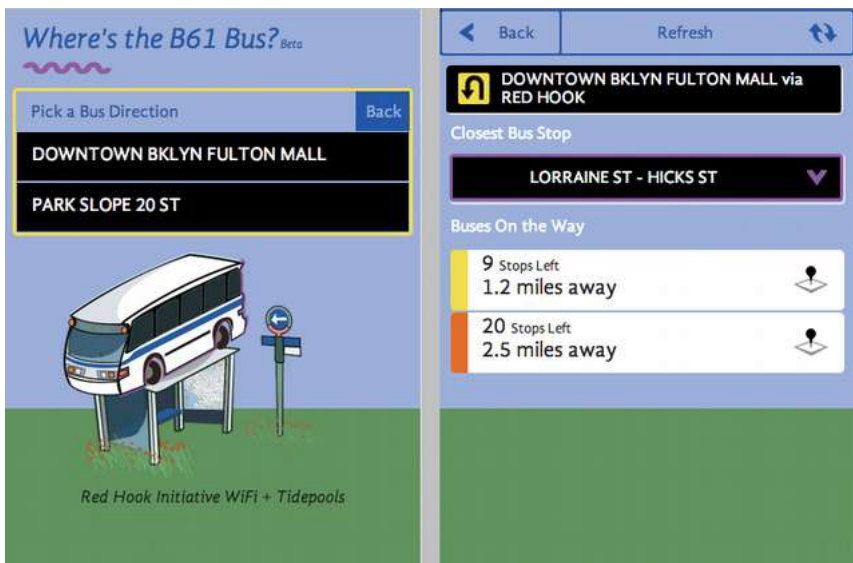 Where's the B61 Bus? Beta
Pick a Bus Direction
Back
DOWNTOWN BKLYN FULTON MALL
PARK SLOPE 20 ST
Red Hook Initiative WiFi + Tidepools
Back
Refresh
DOWNTOWN BKLYN FULTON MALL via
RED HOOK
Closest Bus Stop
LORRAINE ST - HICKS ST
Buses On the Way
9 Stops Left
1.2 miles away
20 Stops Left
2.5 miles away